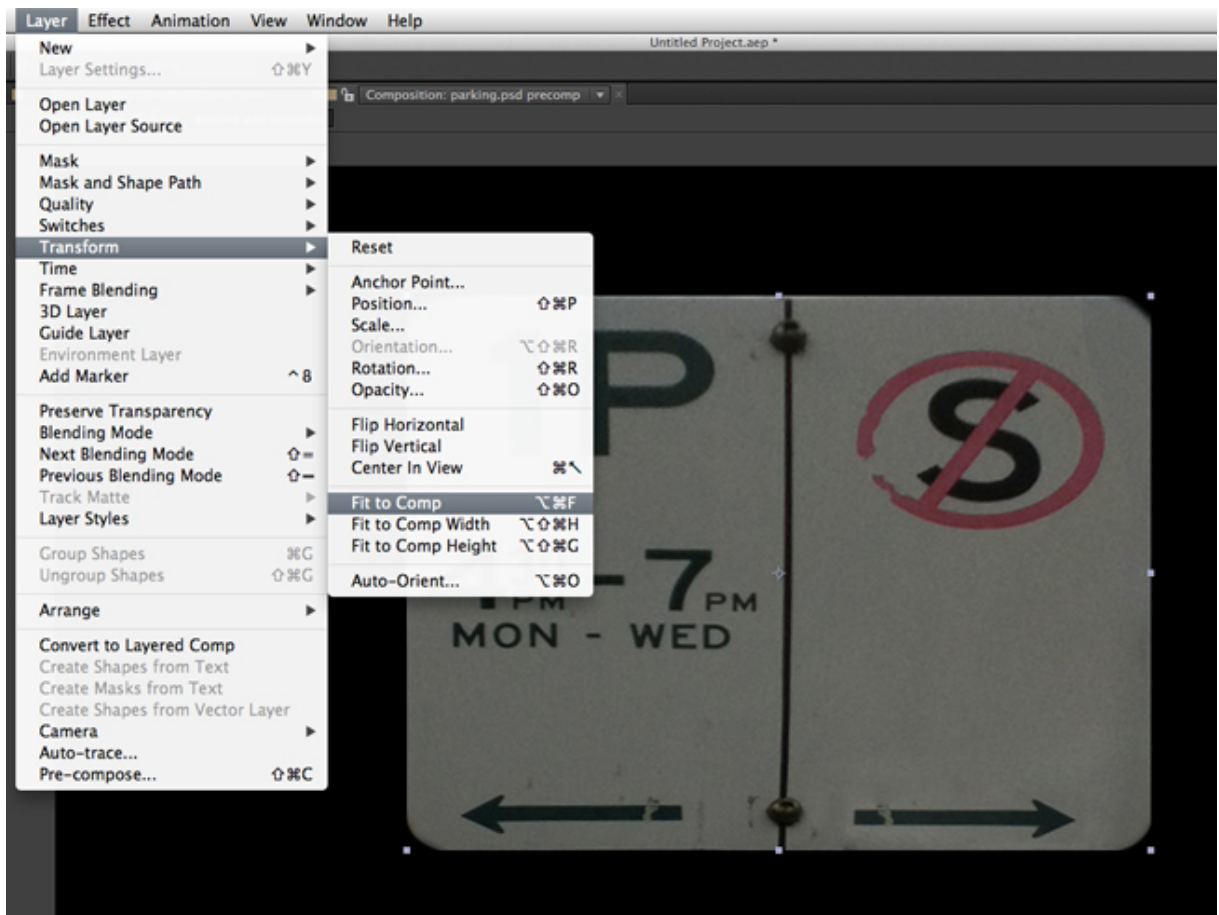 Layer Effect Animation View Window Help
Untitled Project.aep *
Composition: parking.psd precomp
New
Layer Settings... ⇧⌘Y
Open Layer
Open Layer Source
Mask
Mask and Shape Path
Quality
Switches
Transform
Time
Frame Blending
3D Layer
Guide Layer
Environment Layer
Add Marker ^8
Preserve Transparency
Blending Mode
Next Blending Mode ⇧=
Previous Blending Mode ⇧-
Track Matte
Layer Styles
Group Shapes ⌘G
Ungroup Shapes ⇧⌘G
Arrange
Convert to Layered Comp
Create Shapes from Text
Create Masks from Text
Create Shapes from Vector Layer
Camera
Auto-trace...
Pre-compose... ⇧⌘C
Reset
Anchor Point...
Position... ⇧⌘P
Scale...
Orientation... ⌥⇧⌘R
Rotation... ⇧⌘R
Opacity... ⇧⌘O
Flip Horizontal
Flip Vertical
Center In View ⌘↖
Fit to Comp ⌥⌘F
Fit to Comp Width ⌥⇧⌘H
Fit to Comp Height ⌥⇧⌘G
Auto-Orient... ⌥⌘O
P
- 7 PM
PM
MON - WED
S